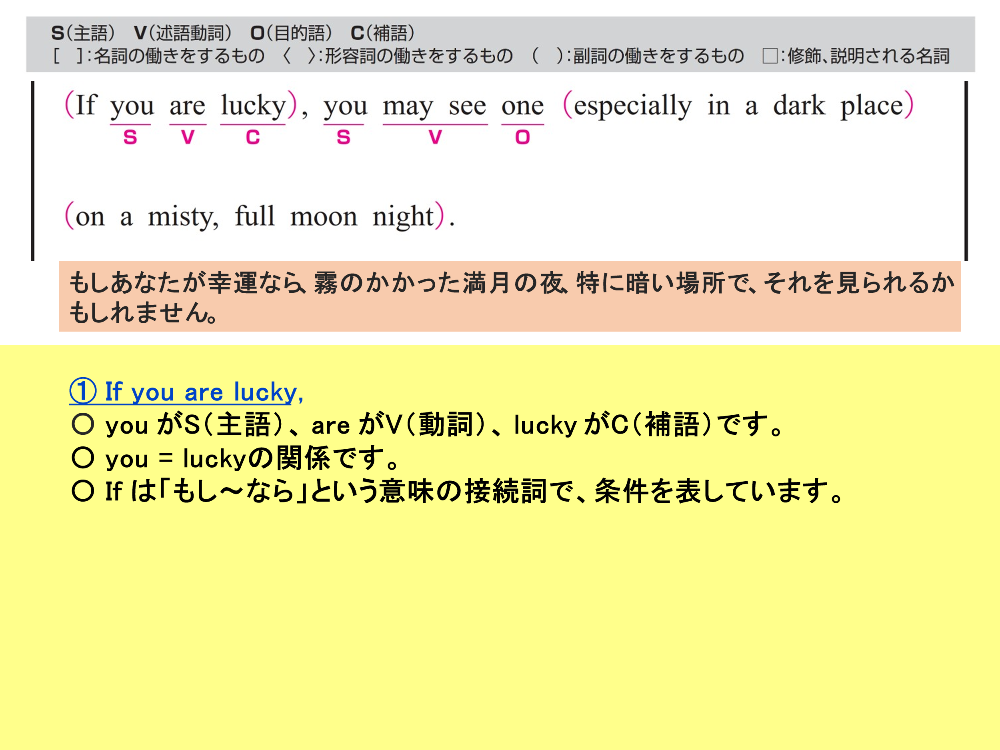 S（主語） V（述語動詞） O（目的語） C（補語）
［ ］：名詞の働きをするもの 〈 〉：形容詞の働きをするもの （ ）：副詞の働きをするもの □：修飾、説明される名詞
(If you are lucky), you may see one (especially in a dark place)
S V C S V O
(on a misty, full moon night).
もしあなたが幸運なら、霧のかかった満月の夜、特に暗い場所で、それを見られるか
もしれません。
① If you are lucky,
○ you がS（主語）、are がV（動詞）、lucky がC（補語）です。
○ you = luckyの関係です。
○ If は「もし～なら」という意味の接続詞で、条件を表しています。